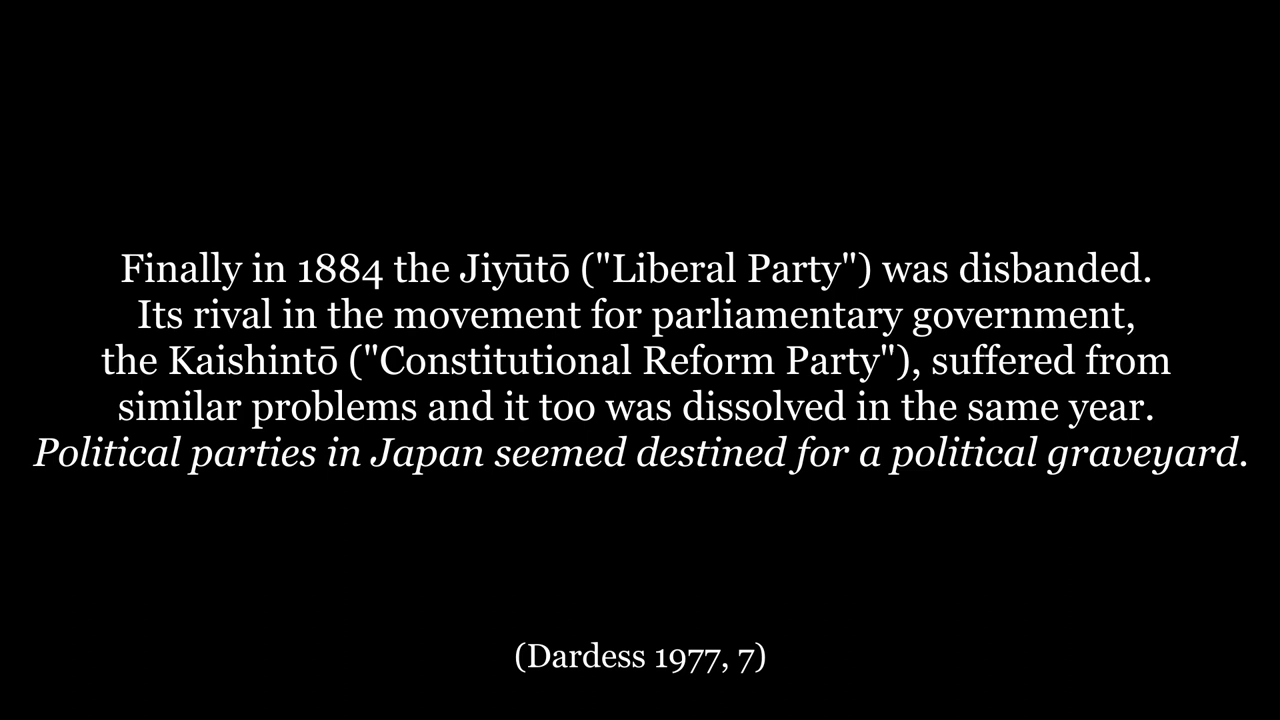 Finally in 1884 the Jiyūtō ("Liberal Party") was disbanded.
Its rival in the movement for parliamentary government,
the Kaishintō ("Constitutional Reform Party"), suffered from
similar problems and it too was dissolved in the same year.
Political parties in Japan seemed destined for a political graveyard.
(Dardess 1977, 7)